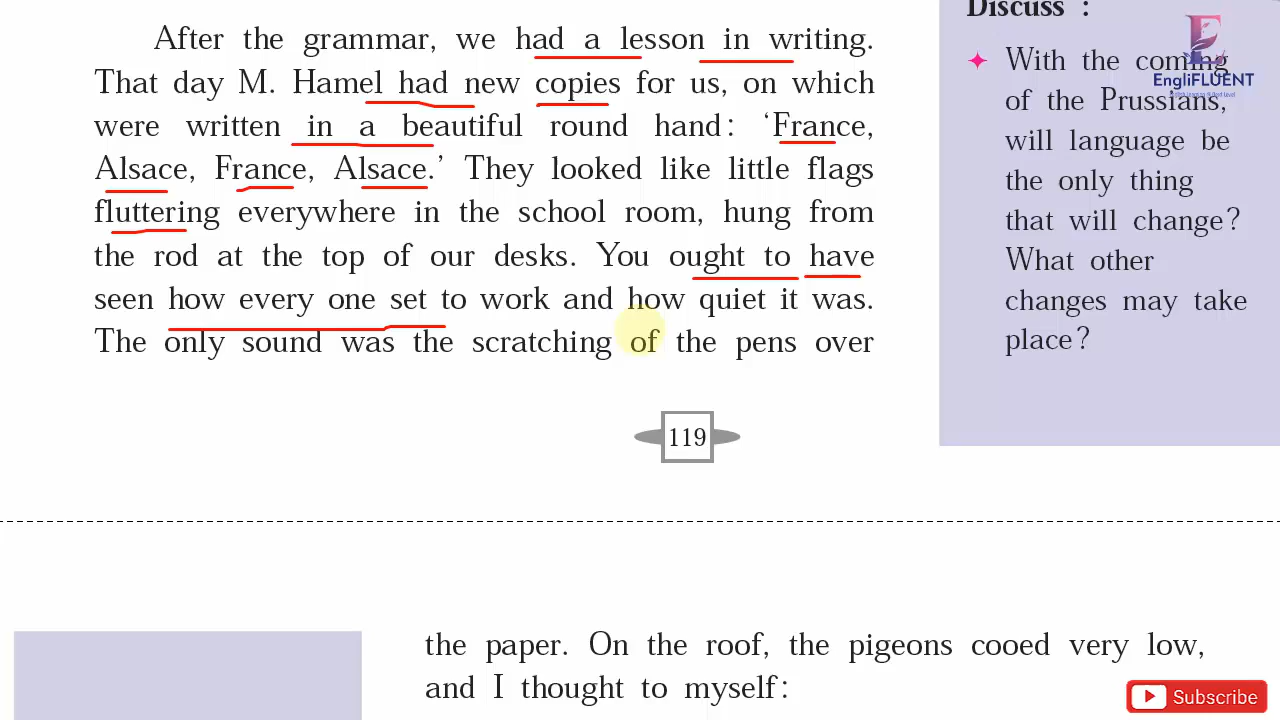 After the grammar, we had a lesson in writing.
That day M. Hamel had new copies for us, on which
were written in a beautiful round hand: ‘France,
Alsace, France, Alsace.’ They looked like little flags
fluttering everywhere in the school room, hung from
the rod at the top of our desks. You ought to have
seen how every one set to work and how quiet it was.
The only sound was the scratching of the pens over
119
Discuss :
With the coming
of the Prussians,
will language be
the only thing
that will change?
What other
changes may take
place?
EngliFLUENT
the paper. On the roof, the pigeons cooed very low,
and I thought to myself:
Subscribe